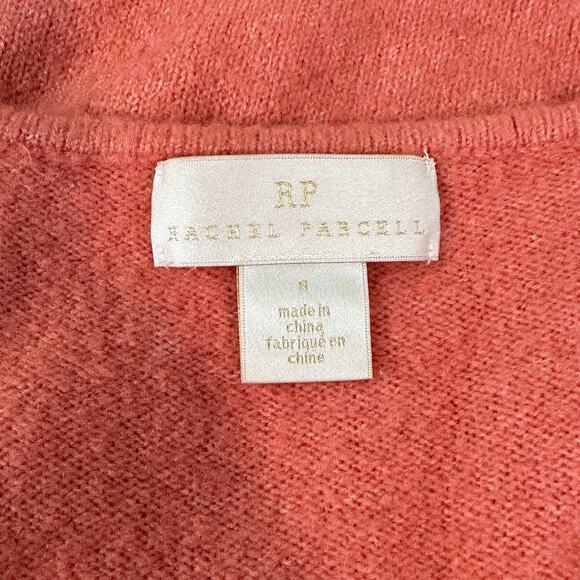 RP
RACHEL PARCELL
S
made in
china
fabriqué en
chine